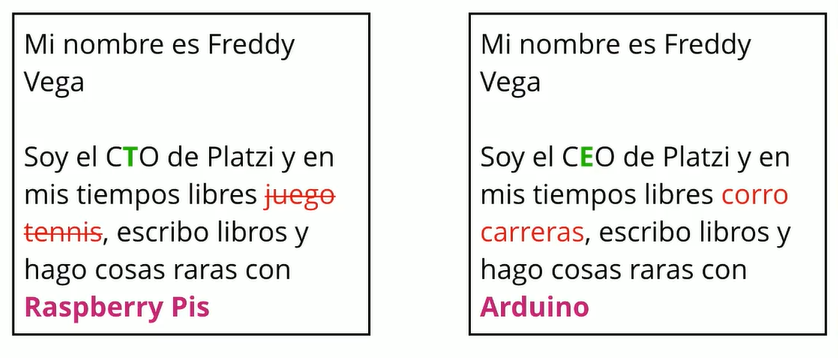 Mi nombre es Freddy
Vega
Soy el CTO de Platzi y en
mis tiempos libres juego
tennis, escribo libros y
hago cosas raras con
Raspberry Pis
Mi nombre es Freddy
Vega
Soy el CEO de Platzi y en
mis tiempos libres corro
carreras, escribo libros y
hago cosas raras con
Arduino